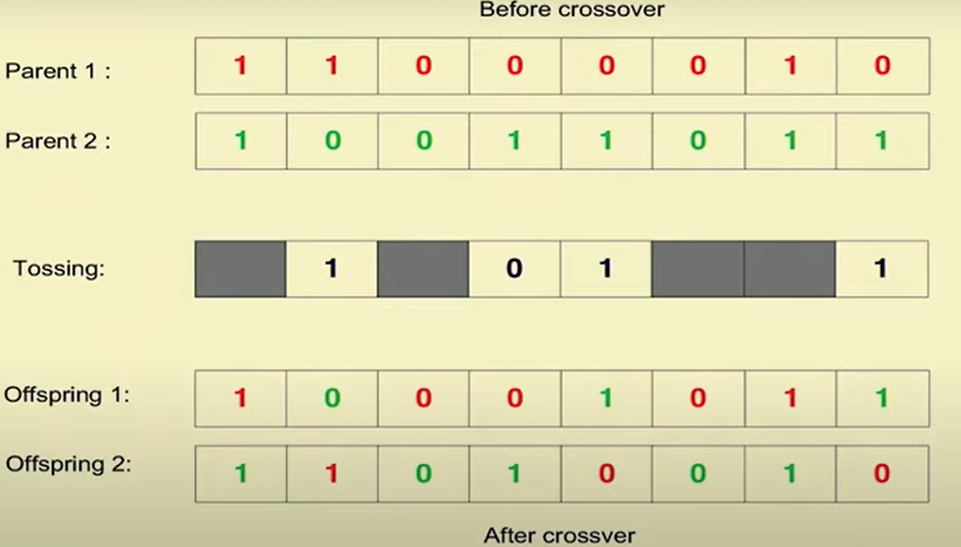 Before crossover
Parent 1 : 1 1 0 0 0 0 1 0
Parent 2 : 1 0 0 1 1 0 1 1
Tossing: 1 0 1 1
Offspring 1: 1 0 0 0 1 0 1 1
Offspring 2: 1 1 0 1 0 0 1 0
After crossver